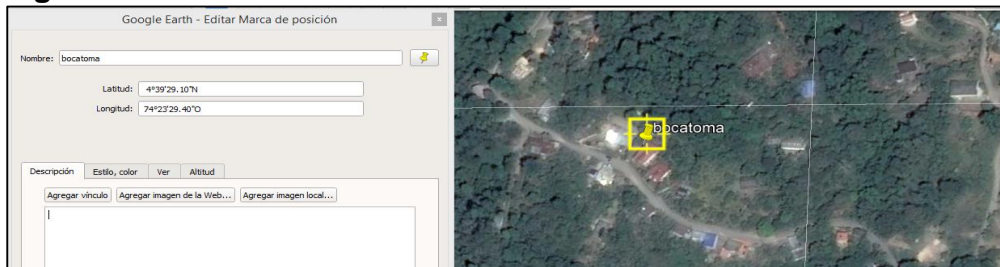 Google Earth - Editar Marca de posición
Nombre: bocatoma
Latitud: 4°39'29.10"N
Longitud: 74°23'29.40"O
Descripción Estilo, color Ver Altitud
Agregar vínculo Agregar imagen de la Web... Agregar imagen local...
bocatoma